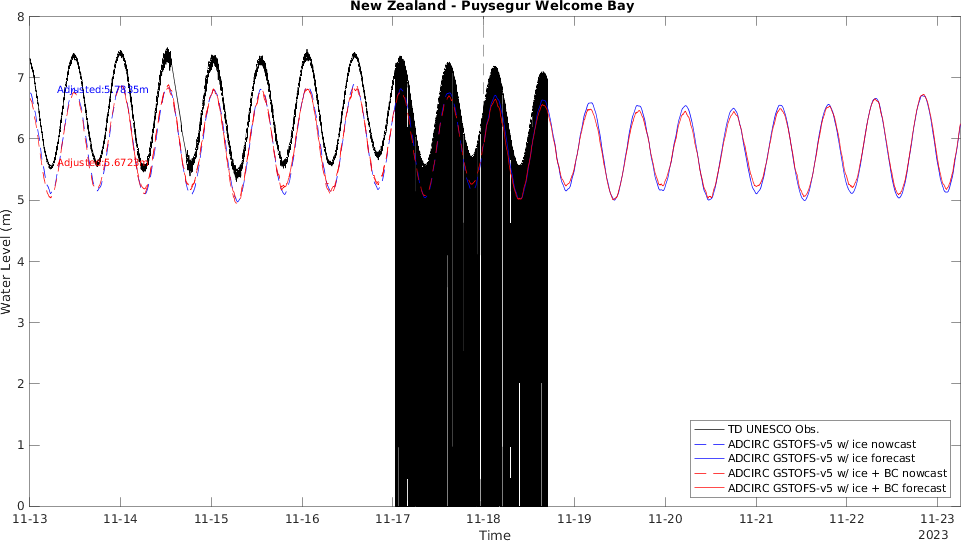 New Zealand - Puysegur Welcome Bay
8
7
6
5
4
3
2
1
0
Water Level (m)
Adjusted:5.7835m
TD UNESCO Obs.
ADCIRC GSTOFS-v5 w/ ice nowcast
ADCIRC GSTOFS-v5 w/ ice forecast
ADCIRC GSTOFS-v5 w/ ice + BC nowcast
ADCIRC GSTOFS-v5 w/ ice + BC forecast
11-13 11-14 11-15 11-16 11-17 11-18 11-19 11-20 11-21 11-22 11-23
Time
2023